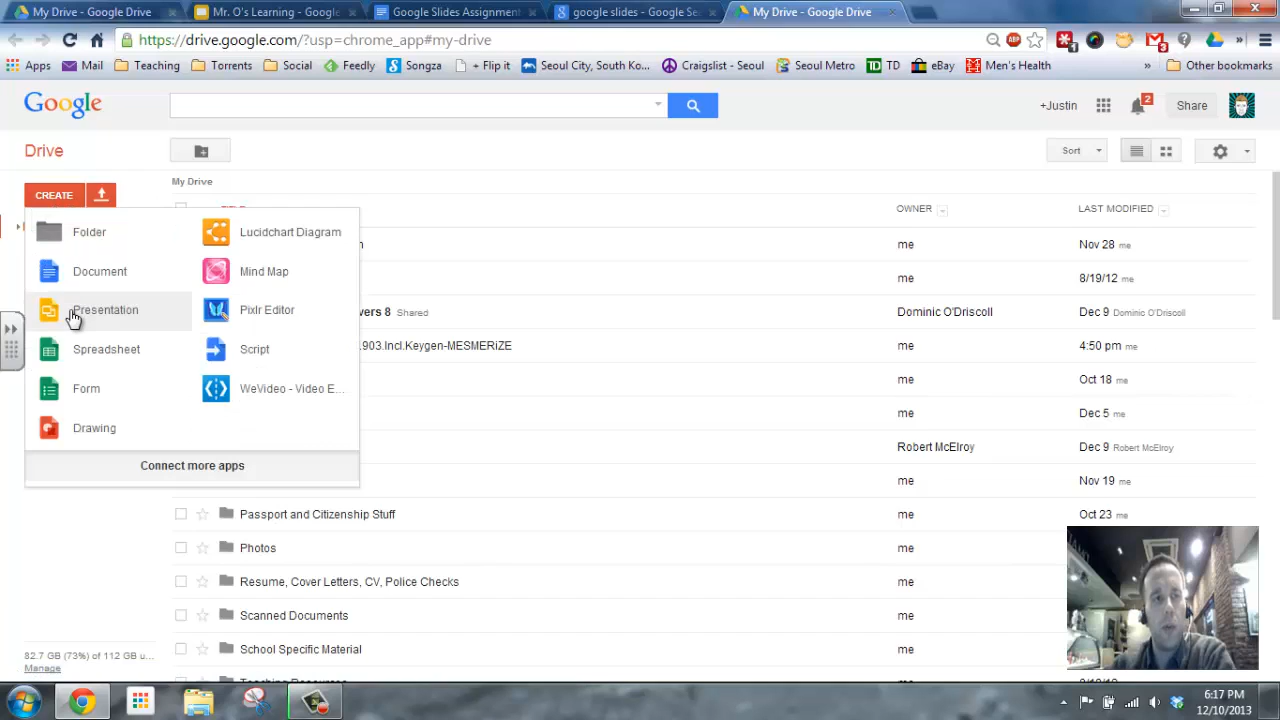 My Drive - Google Drive
Mr. O's Learning - Google
Google Slides Assignment
google slides - Google Se
My Drive - Google Drive
https://drive.google.com/?usp=chrome_app#my-drive
1
3
Apps
Mail
Teaching
Torrents
Social
Feedly
Songza
+ Flip it
Seoul City, South Ko...
Craigslist - Seoul
Seoul Metro
TD
TD
eBay
Men's Health
»
Other bookmarks
Google
+Justin
2
Share
Drive
Sort
My Drive
CREATE
TITLE
OWNER
LAST MODIFIED
Folder
Lucidchart Diagram
me
Nov 28 me
Document
Mind Map
me
8/19/12 me
Presentation
Pixlr Editor
vers 8 Shared
Dominic O'Driscoll
Dec 9 Dominic O'Driscoll
Spreadsheet
Script
.903.Incl.Keygen-MESMERiZE
me
4:50 pm me
Form
WeVideo - Video E...
me
Oct 18 me
me
Dec 5 me
Drawing
Robert McElroy
Dec 9 Robert McElroy
Connect more apps
me
Nov 19 me
Passport and Citizenship Stuff
me
Oct 23 me
Photos
me
Resume, Cover Letters, CV, Police Checks
me
Scanned Documents
me
School Specific Material
me
82.7 GB (73%) of 112 GB u...
Manage
6:17 PM
12/10/2013